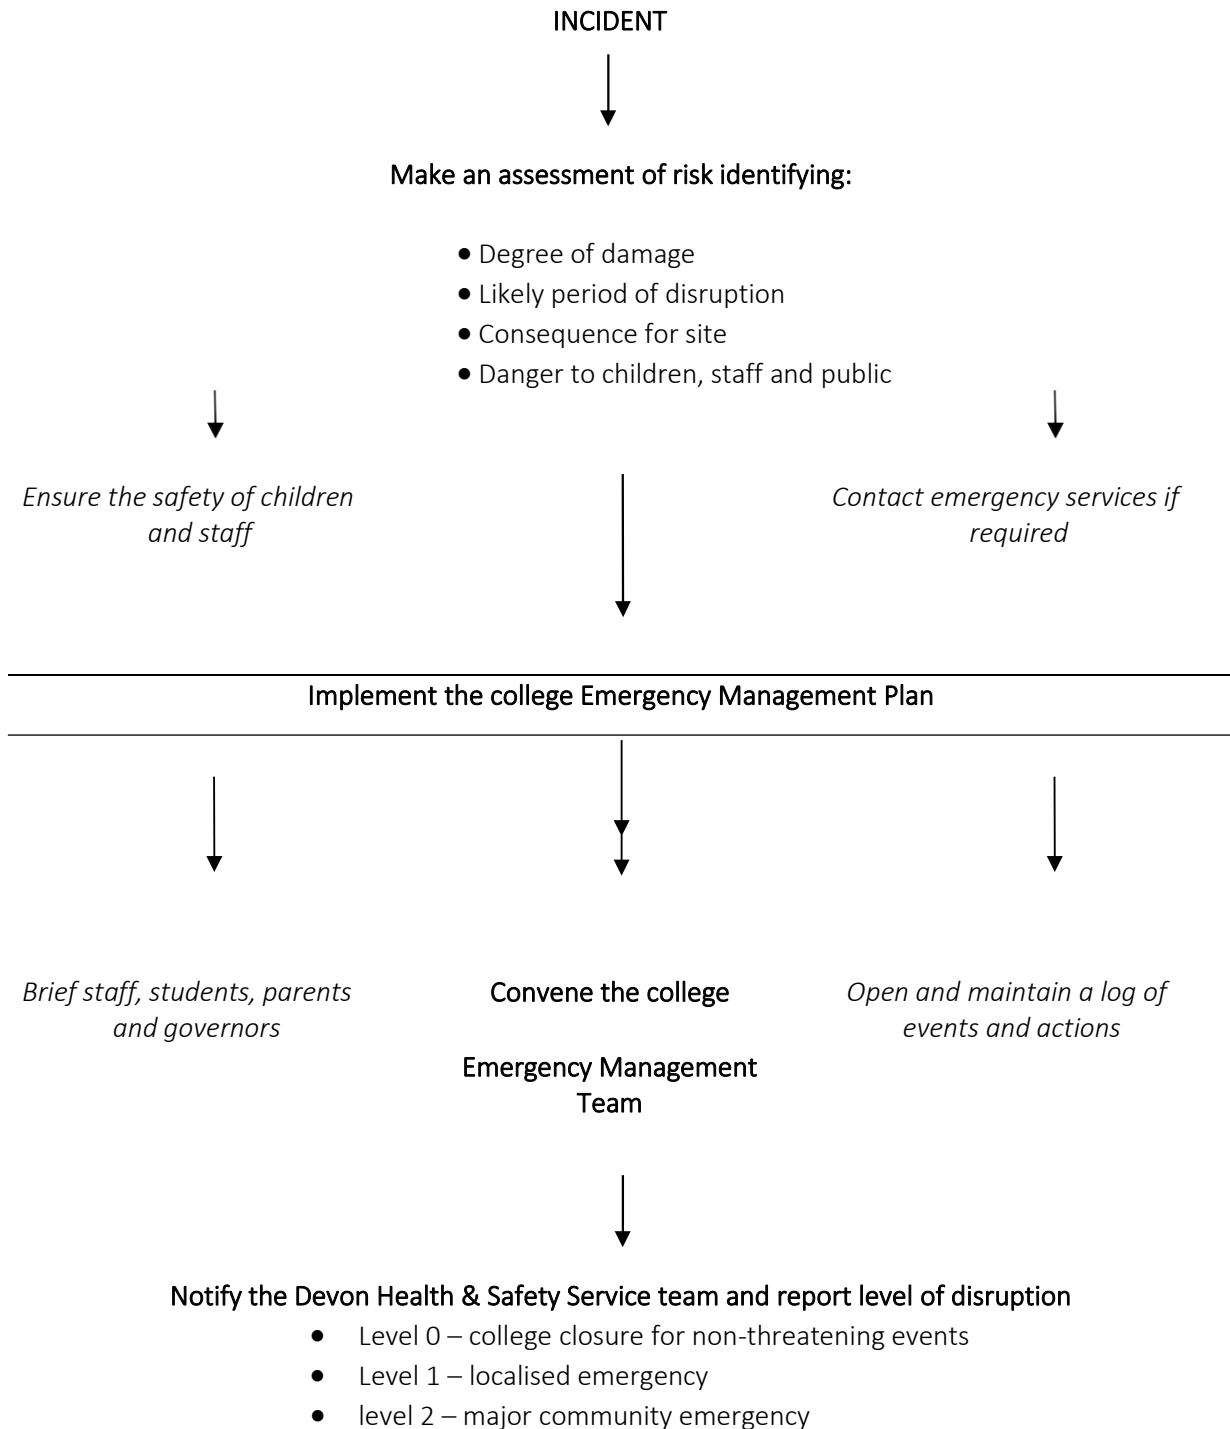 INCIDENT
Make an assessment of risk identifying:
• Degree of damage
• Likely period of disruption
• Consequence for site
• Danger to children, staff and public
Ensure the safety of children
and staff
Contact emergency services if
required
Implement the college Emergency Management Plan
Brief staff, students, parents
and governors
Convene the college
Emergency Management
Team
Open and maintain a log of
events and actions
Notify the Devon Health & Safety Service team and report level of disruption
• Level 0 – college closure for non-threatening events
• Level 1 – localised emergency
• level 2 – major community emergency